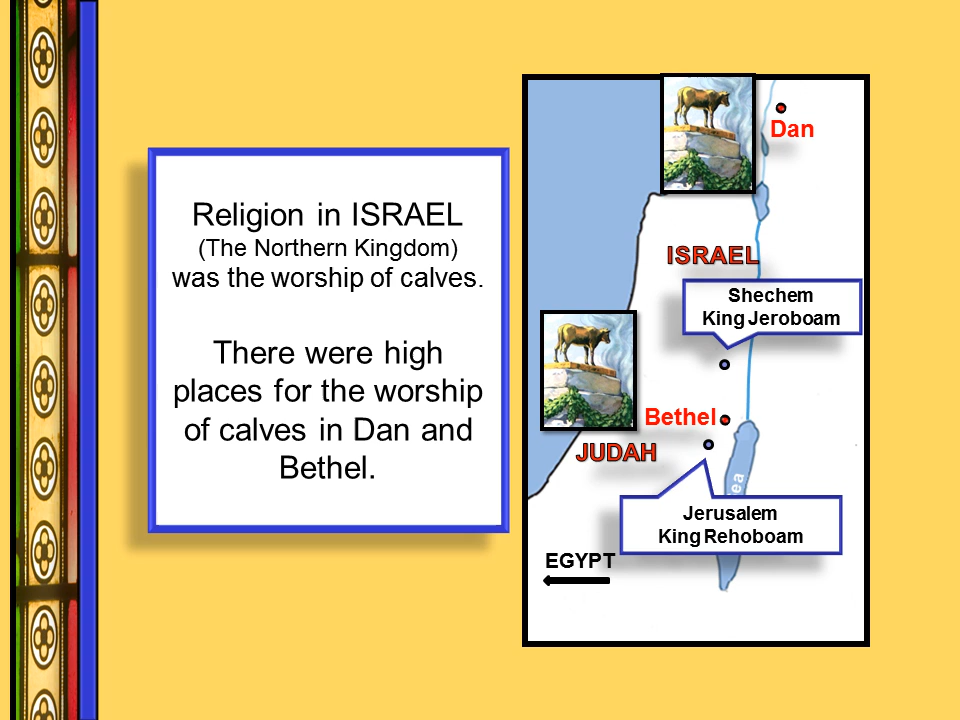 Religion in ISRAEL
(The Northern Kingdom)
was the worship of calves.
There were high
places for the worship
of calves in Dan and
Bethel.
Dan
ISRAEL
Shechem
King Jeroboam
Bethel
JUDAH
Jerusalem
King Rehoboam
EGYPT